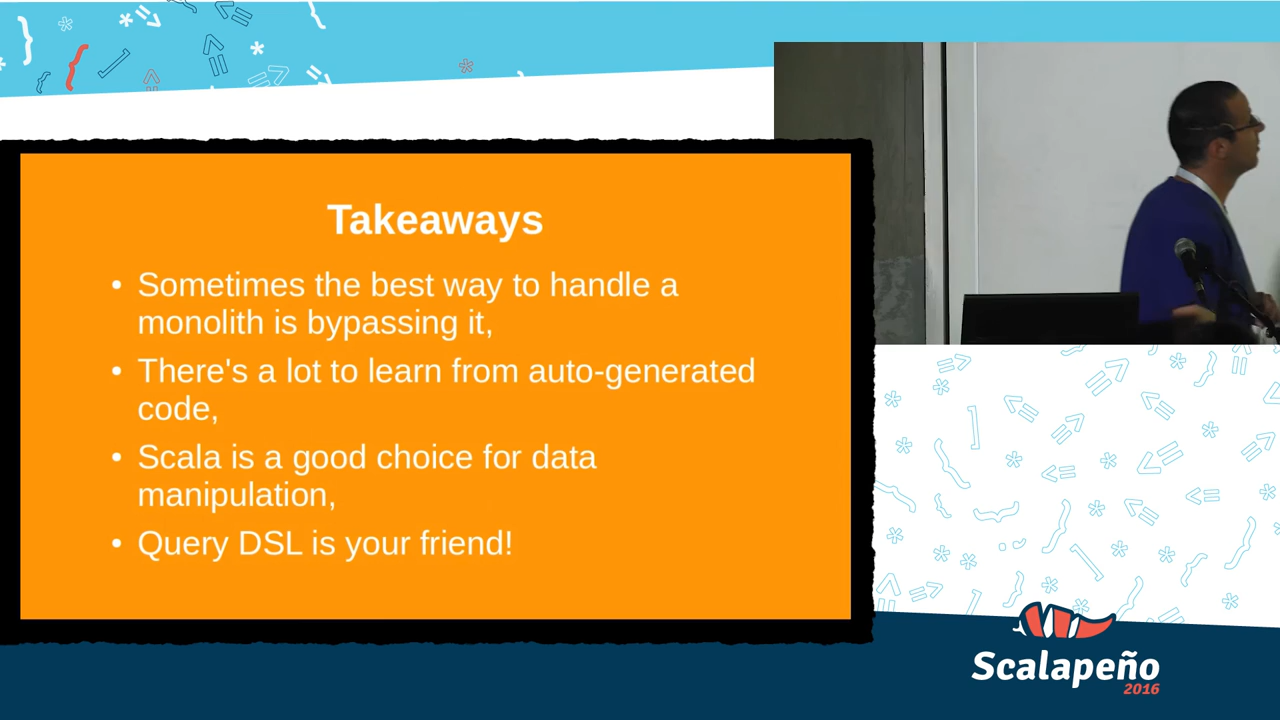 Takeaways
• Sometimes the best way to handle a
monolith is bypassing it,
• There's a lot to learn from auto-generated
code,
• Scala is a good choice for data
manipulation,
• Query DSL is your friend!
Scalapeño
2016